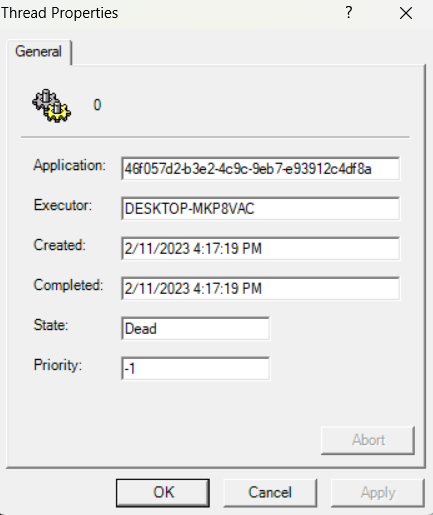 Thread Properties ?
General
0
Application: 46f057d2-b3e2-4c9c-9eb7-e93912c4df8a
Executor: DESKTOP-MKP8VAC
Created: 2/11/2023 4:17:19 PM
Completed: 2/11/2023 4:17:19 PM
State: Dead
Priority: -1
Abort
OK Cancel Apply